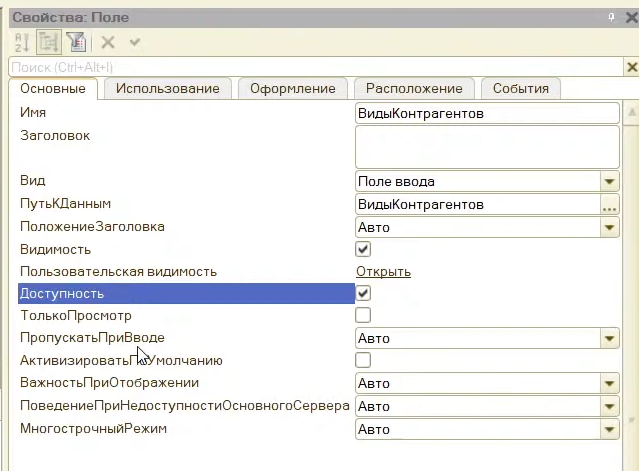 Свойства: Поле
Поиск (Ctrl+Alt+I)
Основные Использование Оформление Расположение События
Имя ВидыКонтрагентов
Заголовок
Вид Поле ввода
ПутьКДанным ВидыКонтрагентов ...
ПоложениеЗаголовка Авто
Видимость
Пользовательская видимость Открыть
Доступность
ТолькоПросмотр
ПропускатьПриВводе Авто
АктивизироватьПоУмолчанию
ВажностьПриОтображении Авто
ПоведениеПриНедоступностиОсновногоСервера Авто
МногострочныйРежим Авто